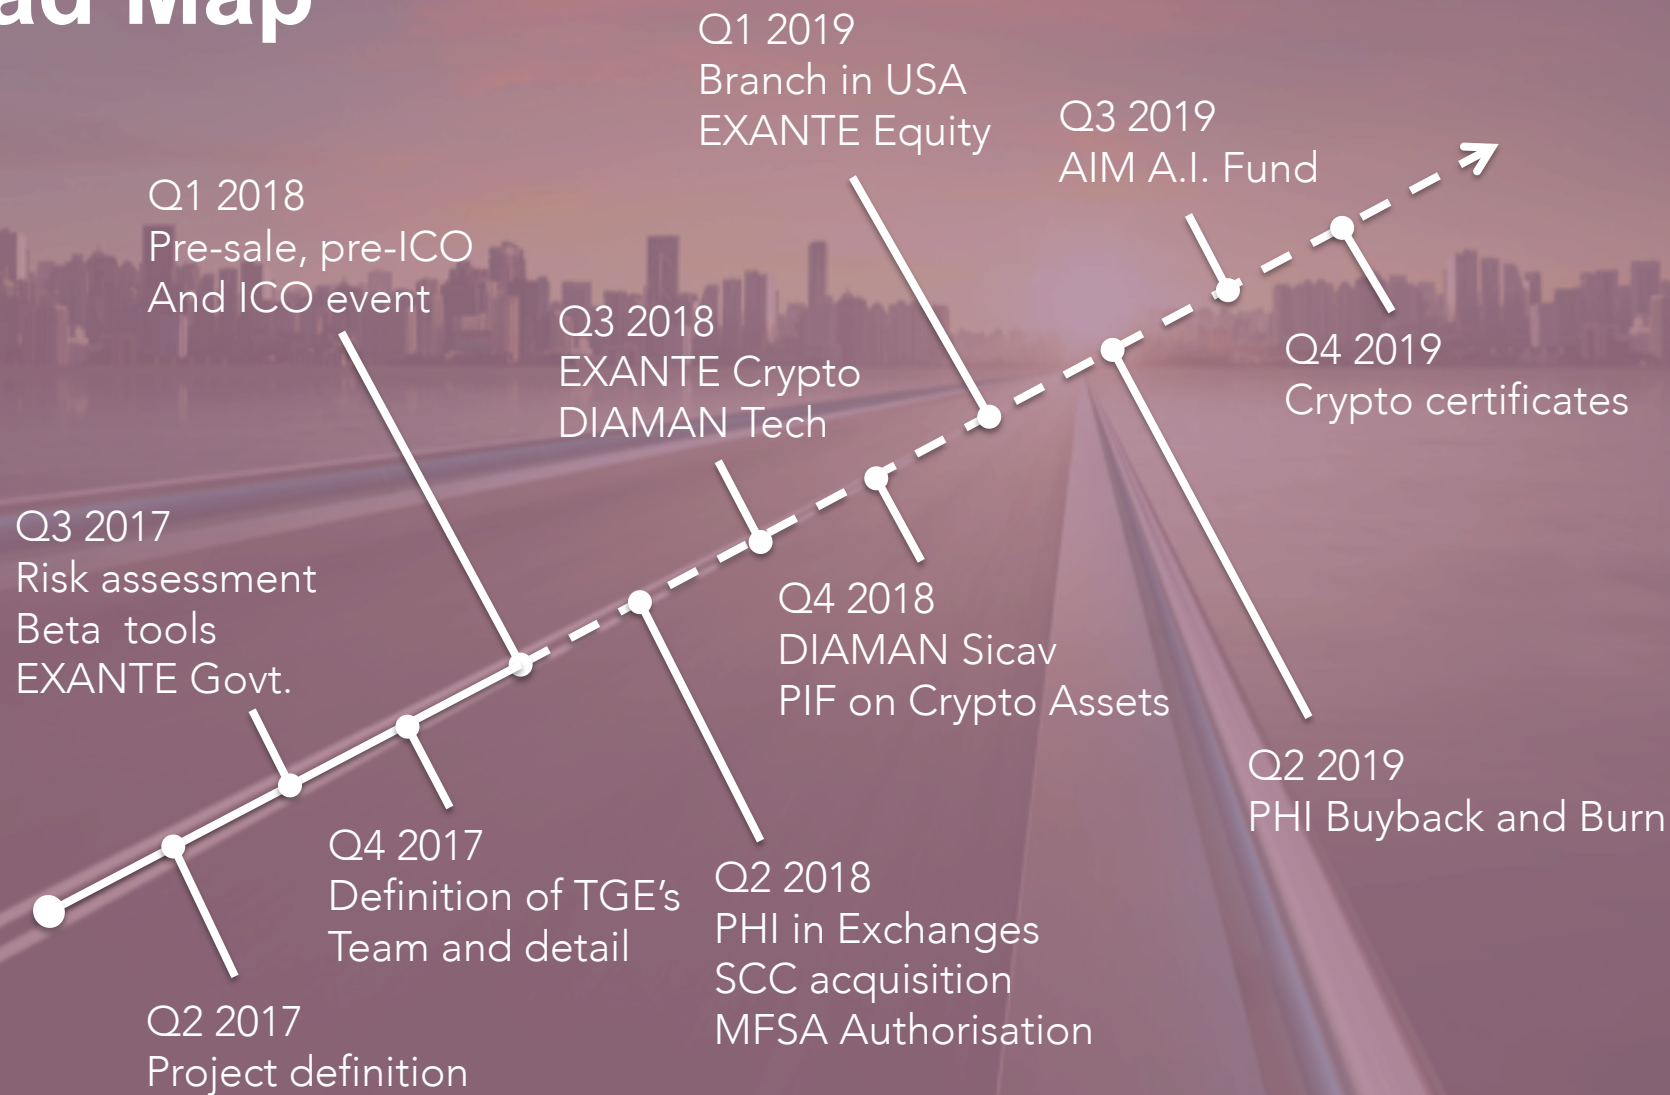 ad Map
Q1 2019
Branch in USA
EXANTE Equity
Q3 2019
AIM A.I. Fund
Q1 2018
Pre-sale, pre-ICO
And ICO event
Q3 2018
EXANTE Crypto
DIAMAN Tech
Q4 2019
Crypto certificates
Q3 2017
Risk assessment
Beta  tools
EXANTE Govt.
Q4 2018
DIAMAN Sicav
PIF on Crypto Assets
Q2 2019
PHI Buyback and Burn
Q4 2017
Definition of TGE’s
Team and detail
Q2 2018
PHI in Exchanges
SCC acquisition
MFSA Authorisation
Q2 2017
Project definition